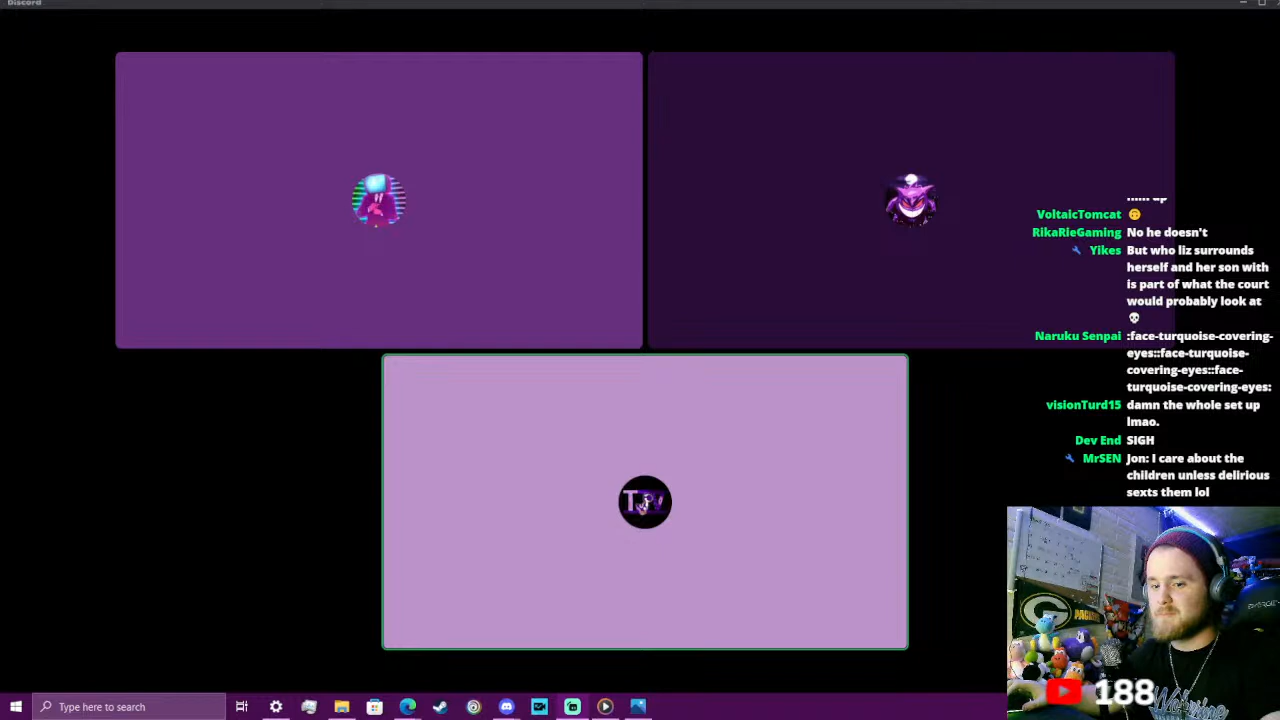 Discord
VoltaicTomcat 🙃
RikaRieGaming No he doesn't
Yikes But who liz surrounds
herself and her son with
is part of what the court
would probably look at
💀
Naruku Senpai :face-turquoise-covering-
eyes::face-turquoise-
covering-eyes::face-
turquoise-covering-eyes:
visionTurd15 damn the whole set up
lmao.
Dev End SIGH
MrSEN Jon: I care about the
children unless delirious
sexts them lol
TJV
PACKERS
188
Type here to search